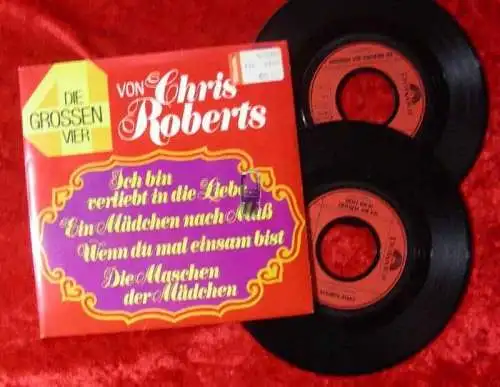 4
DIE
GROSSEN
VIER
VON Chris
Roberts
Ich bin
verliebt in die Liebe
Ein Mädchen nach Maß
Wenn du mal einsam bist
Die Maschen
der Mädchen